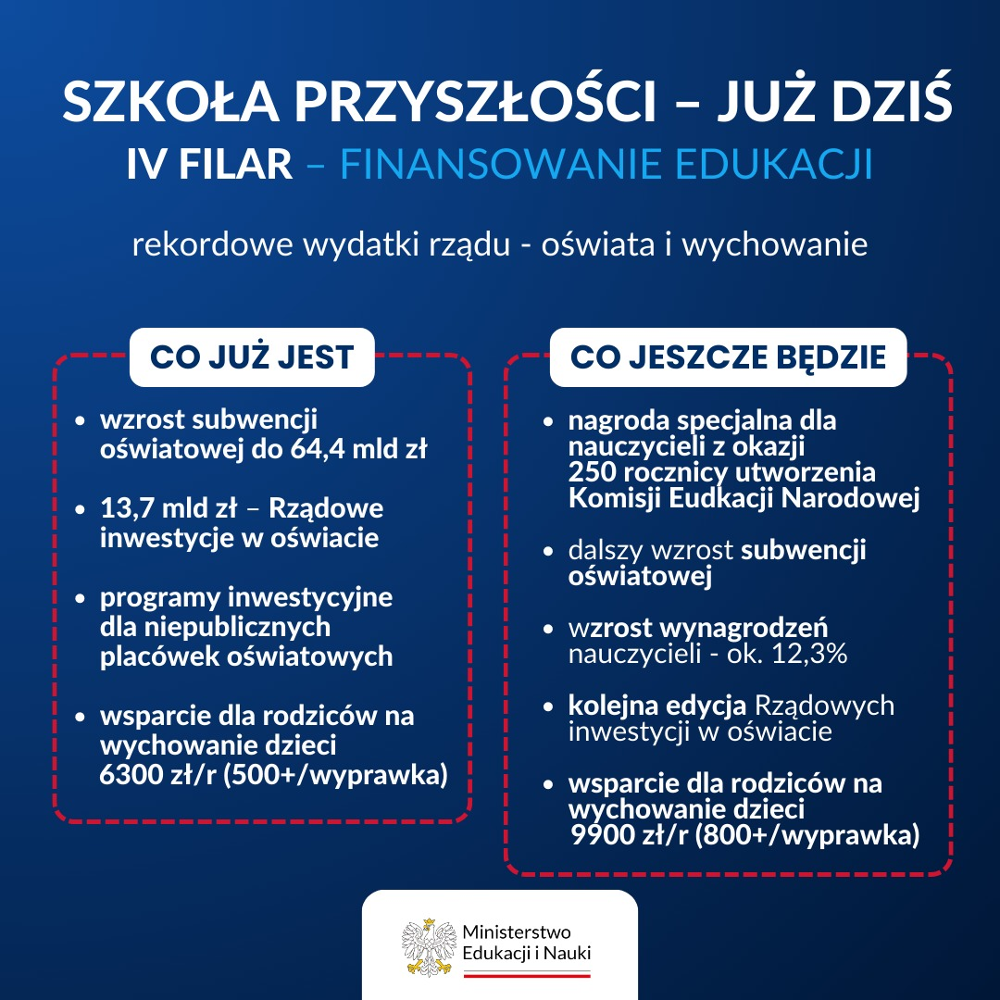 SZKOŁA PRZYSZŁOŚCI – JUŻ DZIŚ
IV FILAR – FINANSOWANIE EDUKACJI
rekordowe wydatki rządu - oświata i wychowanie
CO JUŻ JEST
• wzrost subwencji
oświatowej do 64,4 mld zł
• 13,7 mld zł – Rządowe
inwestycje w oświacie
• programy inwestycyjne
dla niepublicznych
placówek oświatowych
• wsparcie dla rodziców na
wychowanie dzieci
6300 zł/r (500+/wyprawka)
CO JESZCZE BĘDZIE
• nagroda specjalna dla
nauczycieli z okazji
250 rocznicy utworzenia
Komisji Eudkacji Narodowej
• dalszy wzrost subwencji
oświatowej
• wzrost wynagrodzeń
nauczycieli - ok. 12,3%
• kolejna edycja Rządowych
inwestycji w oświacie
• wsparcie dla rodziców na
wychowanie dzieci
9900 zł/r (800+/wyprawka)
Ministerstwo
Edukacji i Nauki